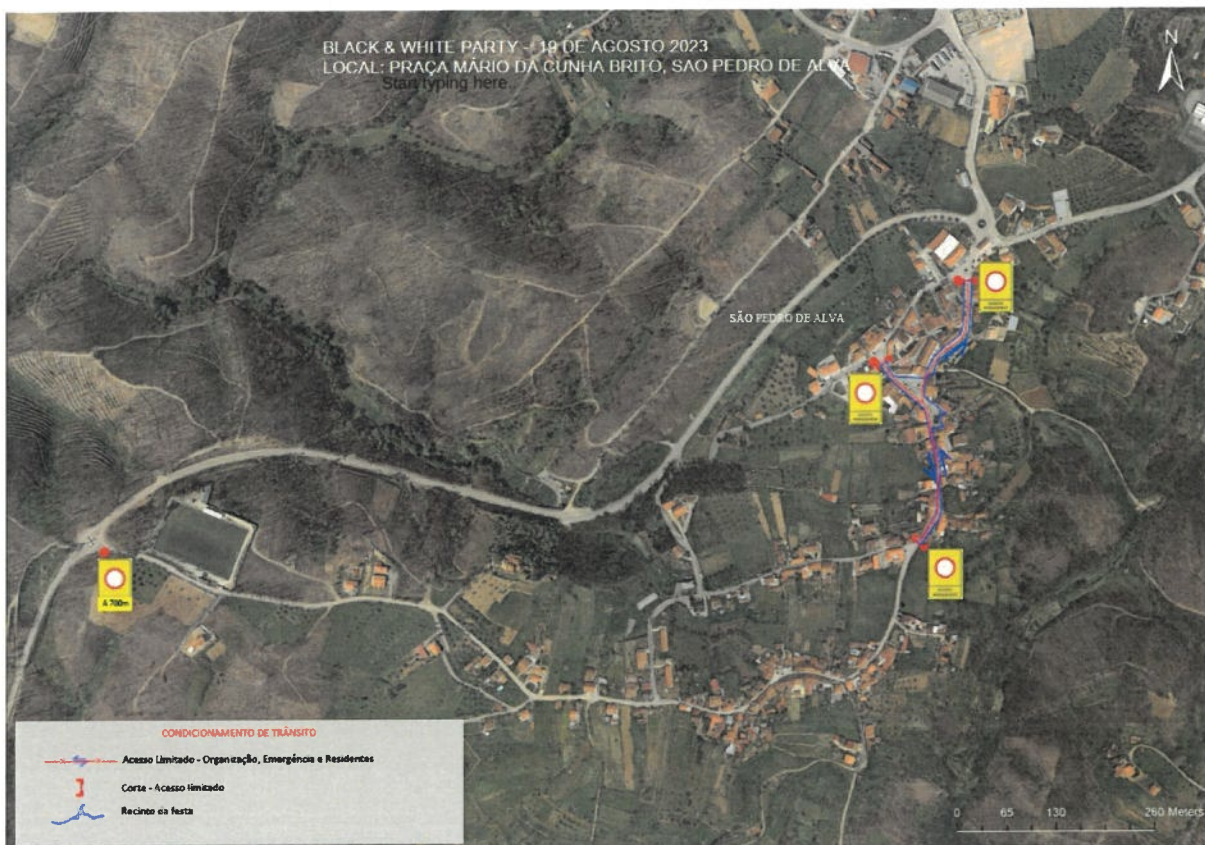 BLACK & WHITE PARTY - 19 DE AGOSTO 2023
LOCAL: PRAÇA MÁRIO DA CUNHA BRITO, SAO PEDRO DE ALVA
Start typing here..
N
SÃO PEDRO DE ALVA
A 700m
CONDICIONAMENTO DE TRÂNSITO
Acesso Limitado - Organização, Emergência e Residentes
Corte - Acesso limitado
Recinto da festa
0 65 130 260 Meters